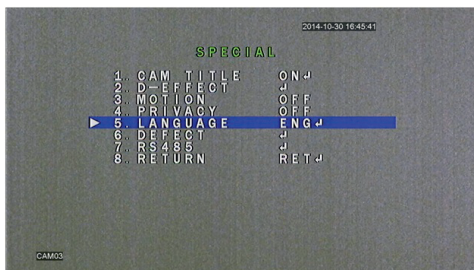 2014-10-30 16:45:41
SPECIAL
1. CAM TITLE ON↲
2. D-EFFECT ↲
3. MOTION OFF
4. PRIVACY OFF
5. LANGUAGE ENG↲
6. DEFECT ↲
7. RS485 ↲
8. RETURN RET↲
CAM03